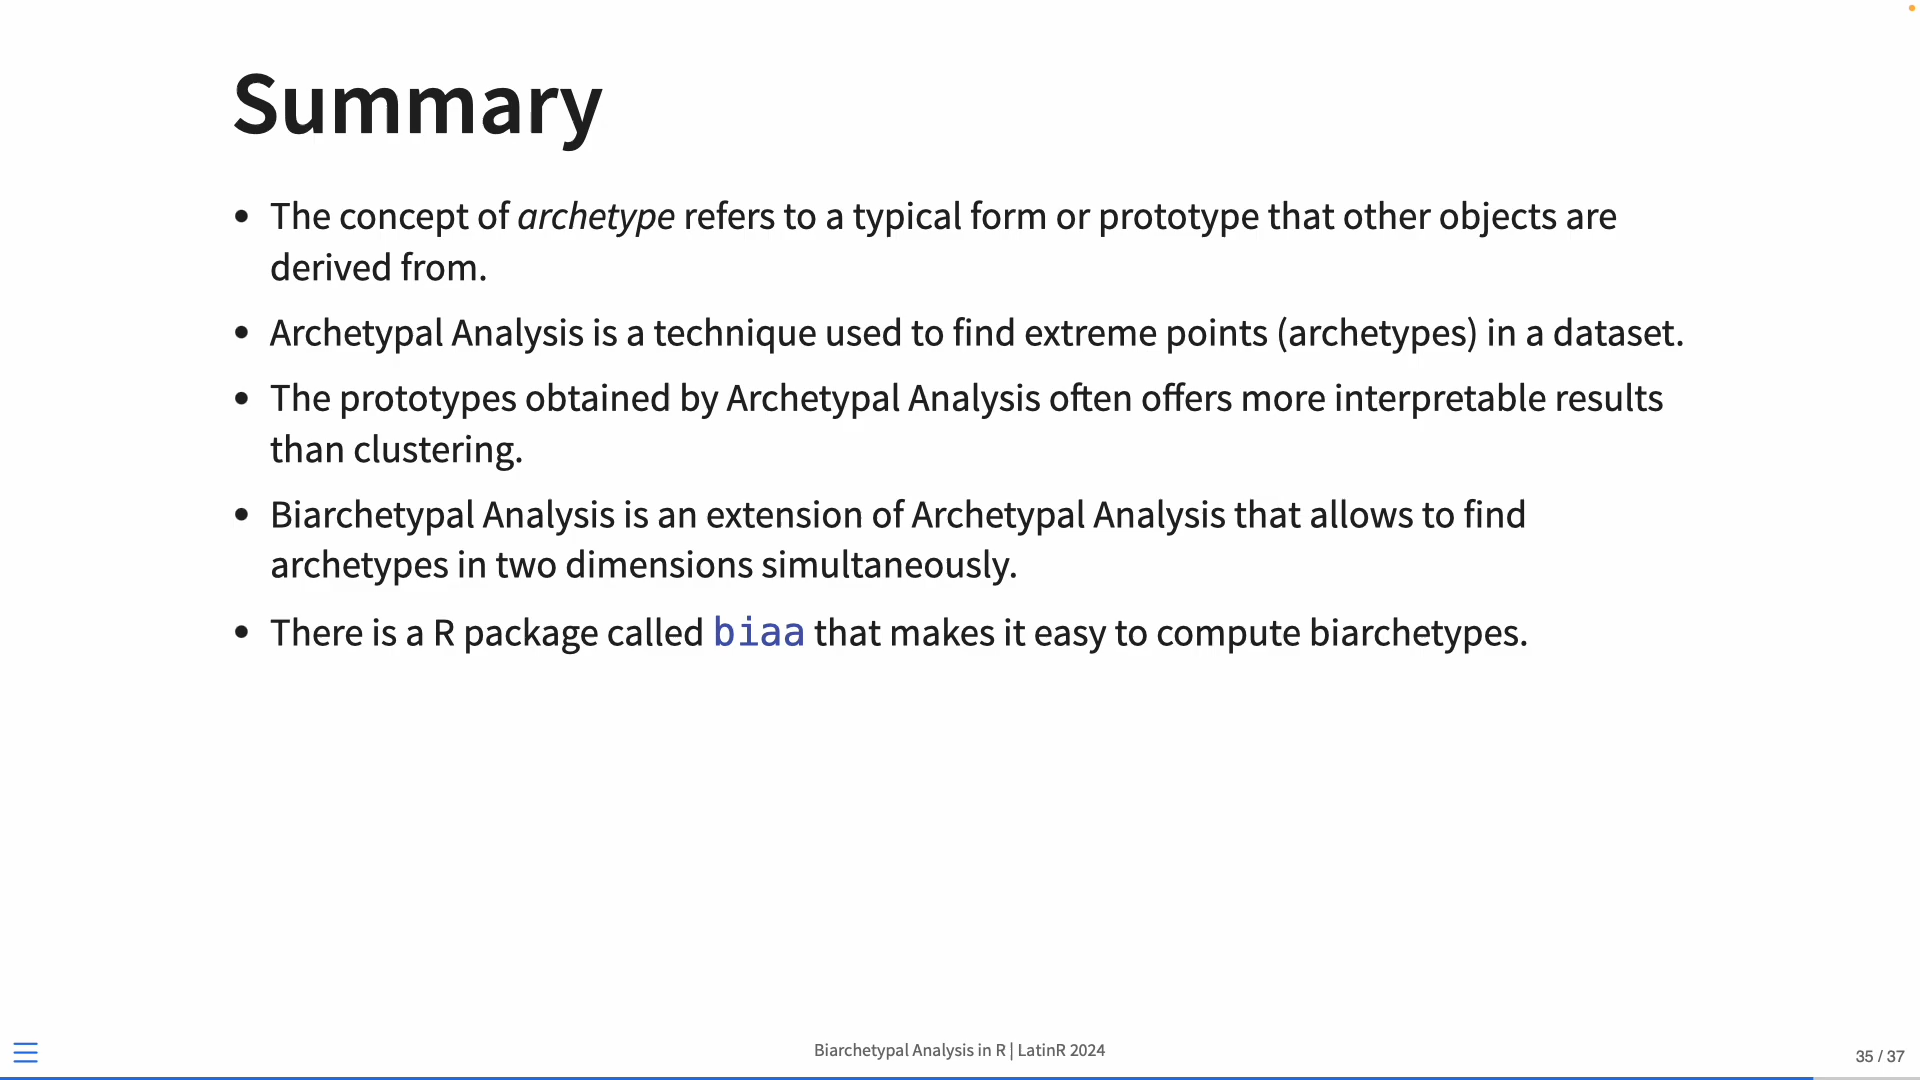 Summary
• The concept of archetype refers to a typical form or prototype that other objects are
derived from.
• Archetypal Analysis is a technique used to find extreme points (archetypes) in a dataset.
• The prototypes obtained by Archetypal Analysis often offers more interpretable results
than clustering.
• Biarchetypal Analysis is an extension of Archetypal Analysis that allows to find
archetypes in two dimensions simultaneously.
• There is a R package called biaa that makes it easy to compute biarchetypes.
Biarchetypal Analysis in R | LatinR 2024
35 / 37